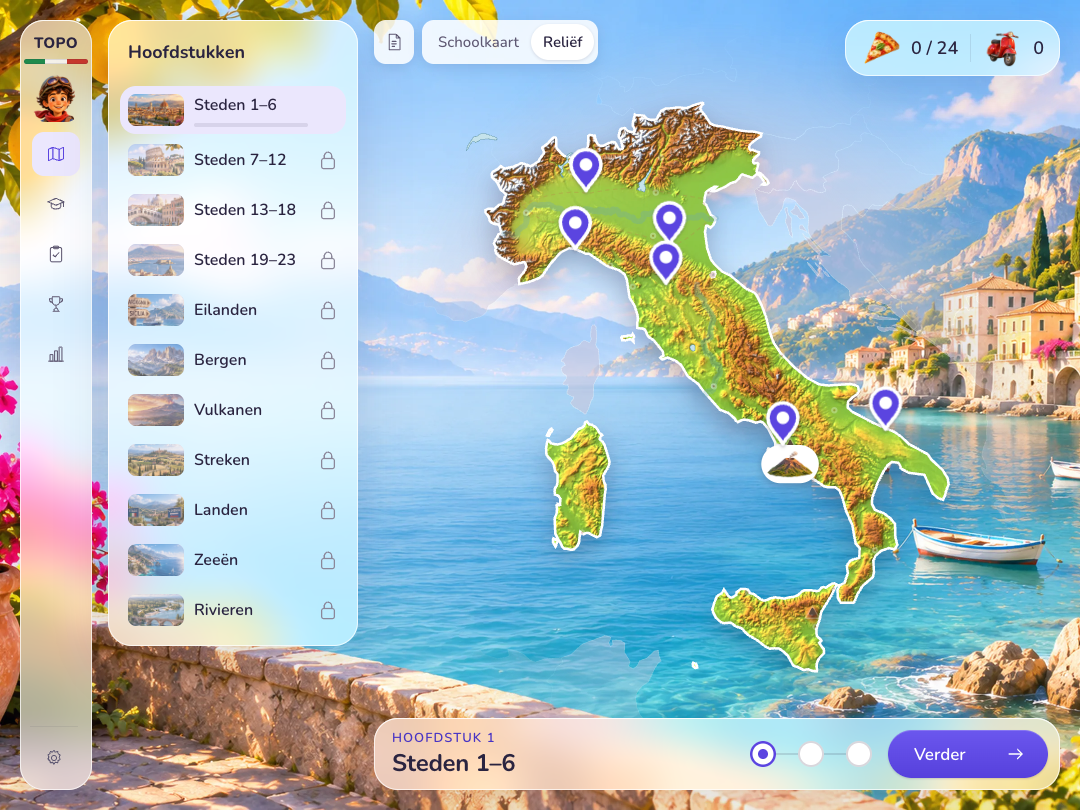 TOPO
Hoofdstukken
Steden 1–6
Steden 7–12
Steden 13–18
Steden 19–23
Eilanden
Bergen
Vulkanen
Streken
Landen
Zeeën
Rivieren
Schoolkaart
Reliëf
0 / 24
0
HOOFDSTUK 1
Steden 1–6
Verder